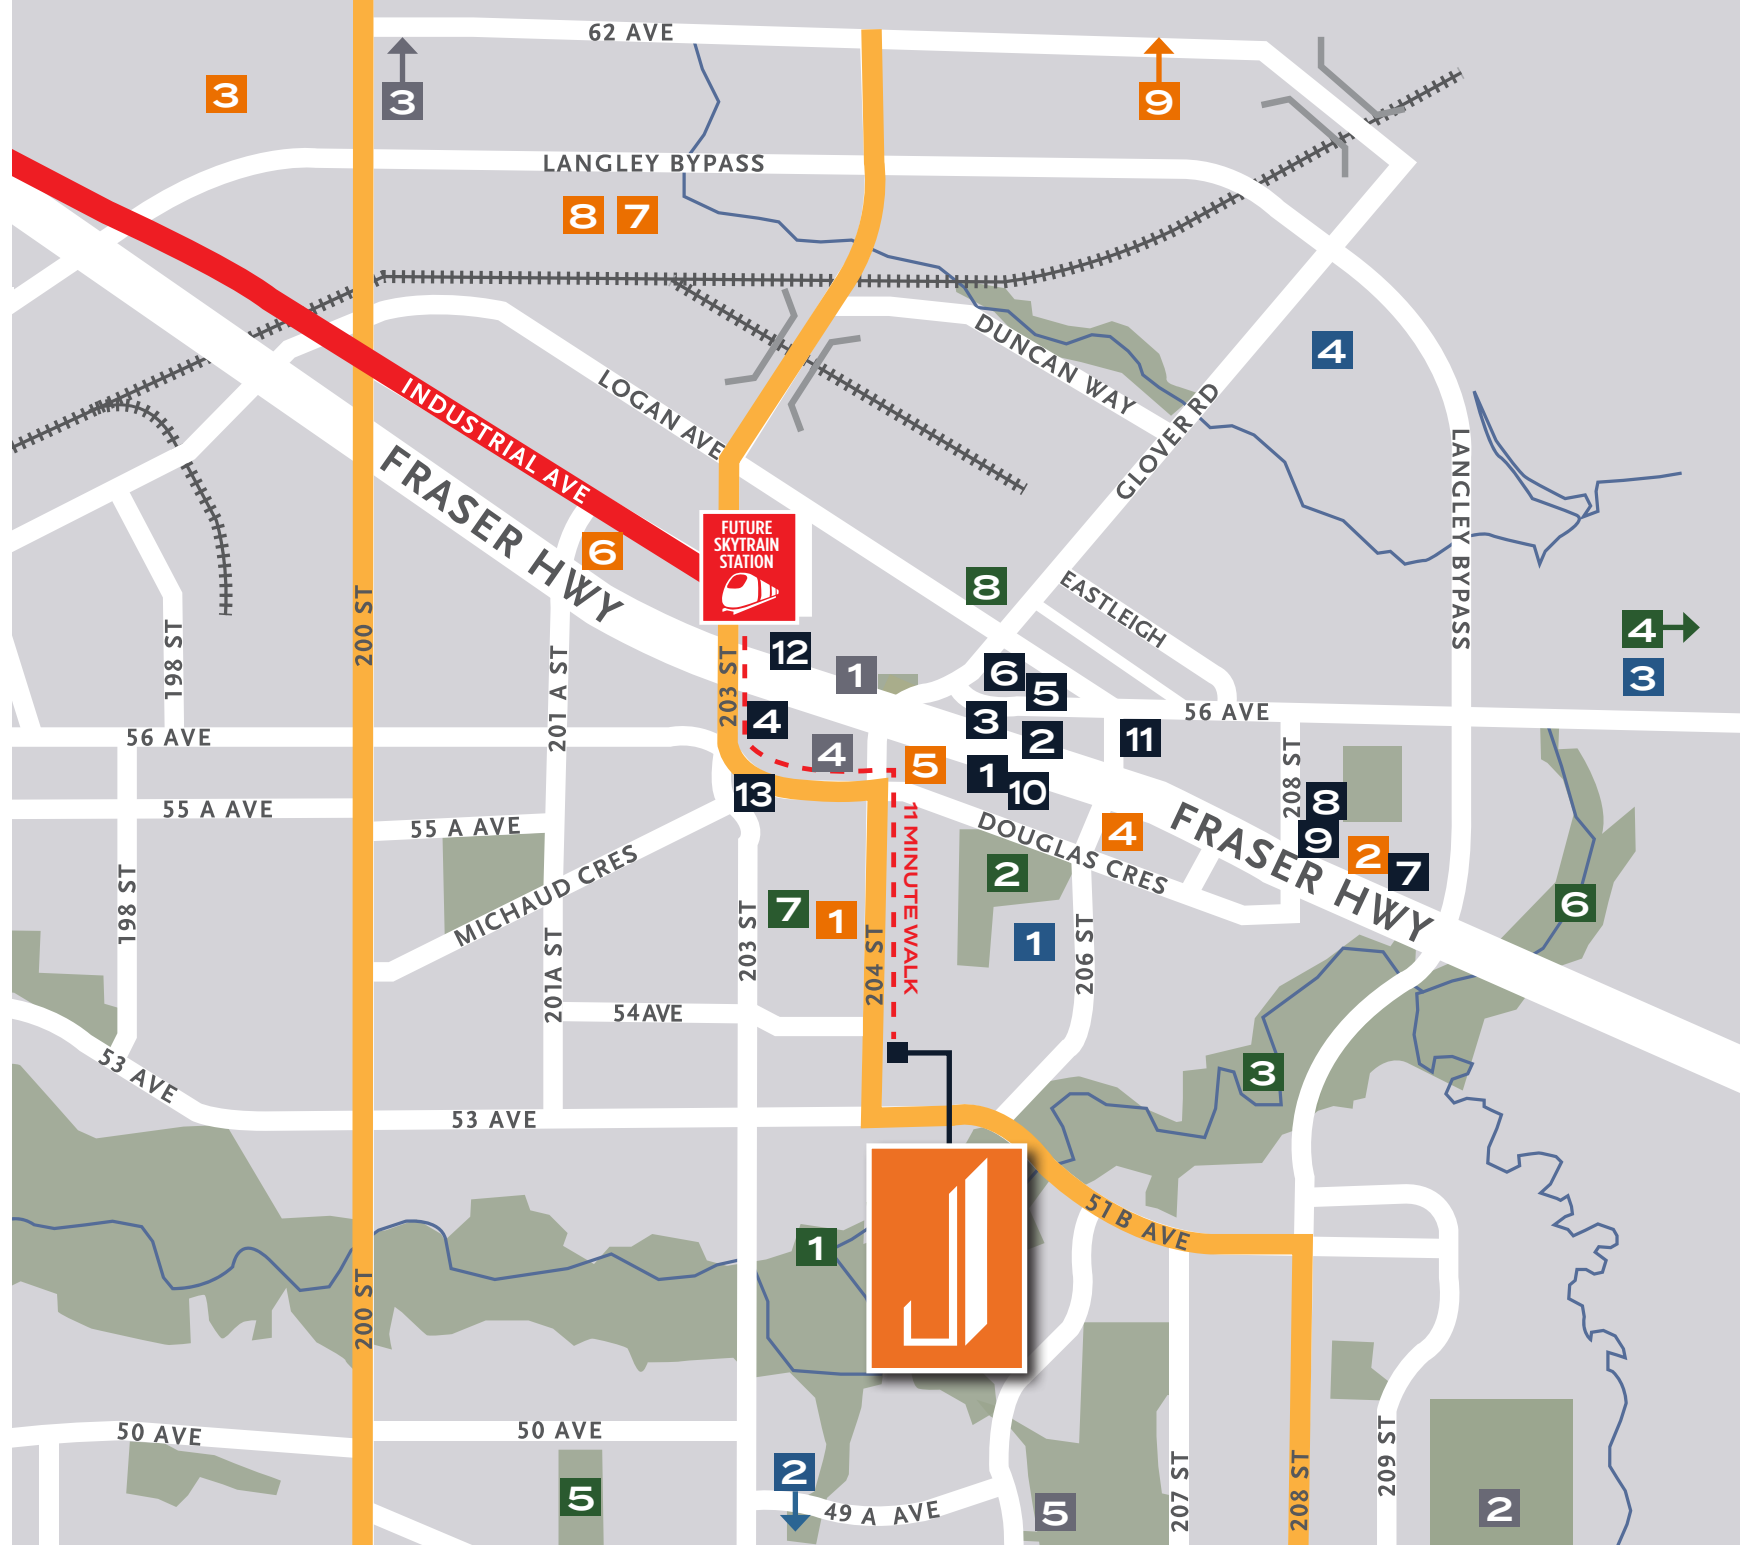 62 AVE
3
3
9
LANGLEY BYPASS
8
7
DUNCAN WAY
4
LOGAN AVE
INDUSTRIAL AVE
GLOVER RD
LANGLEY BYPASS
FRASER HWY
FUTURE
SKYTRAIN
STATION
6
8
EASTLEIGH
200 ST
198 ST
4
3
201 A ST
203 ST
12
1
6
5
4
3
2
11
56 AVE
56 AVE
4
5
1
10
13
208 ST
8
9
2
7
55 A AVE
55 A AVE
11 MINUTE WALK
DOUGLAS CRES
4
FRASER HWY
MICHAUD CRES
2
198 ST
7
1
6
201A ST
203 ST
204 ST
1
206 ST
54 AVE
53 AVE
3
53 AVE
51B AVE
1
200 ST
50 AVE
50 AVE
2
5
49 A AVE
5
207 ST
208 ST
209 ST
2